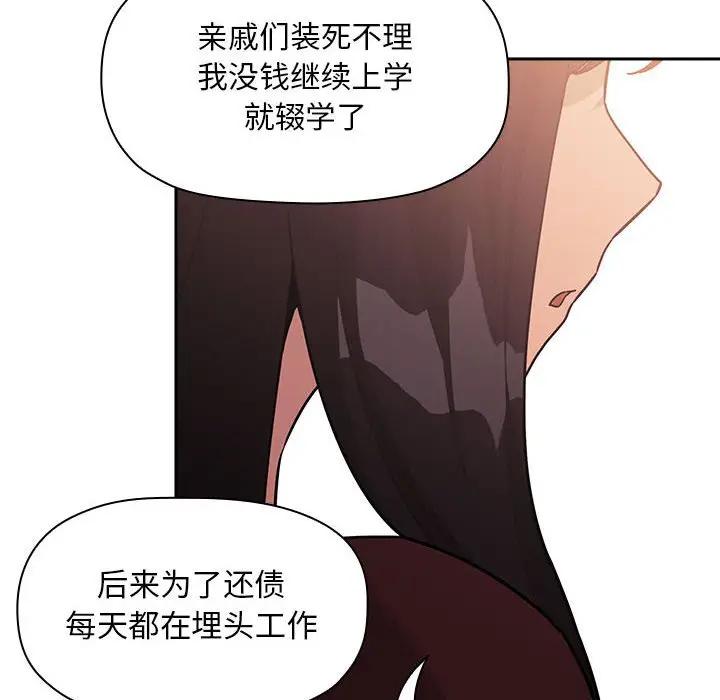 亲戚们装死不理
我没钱继续上学
就辍学了
后来为了还债
每天都在埋头工作